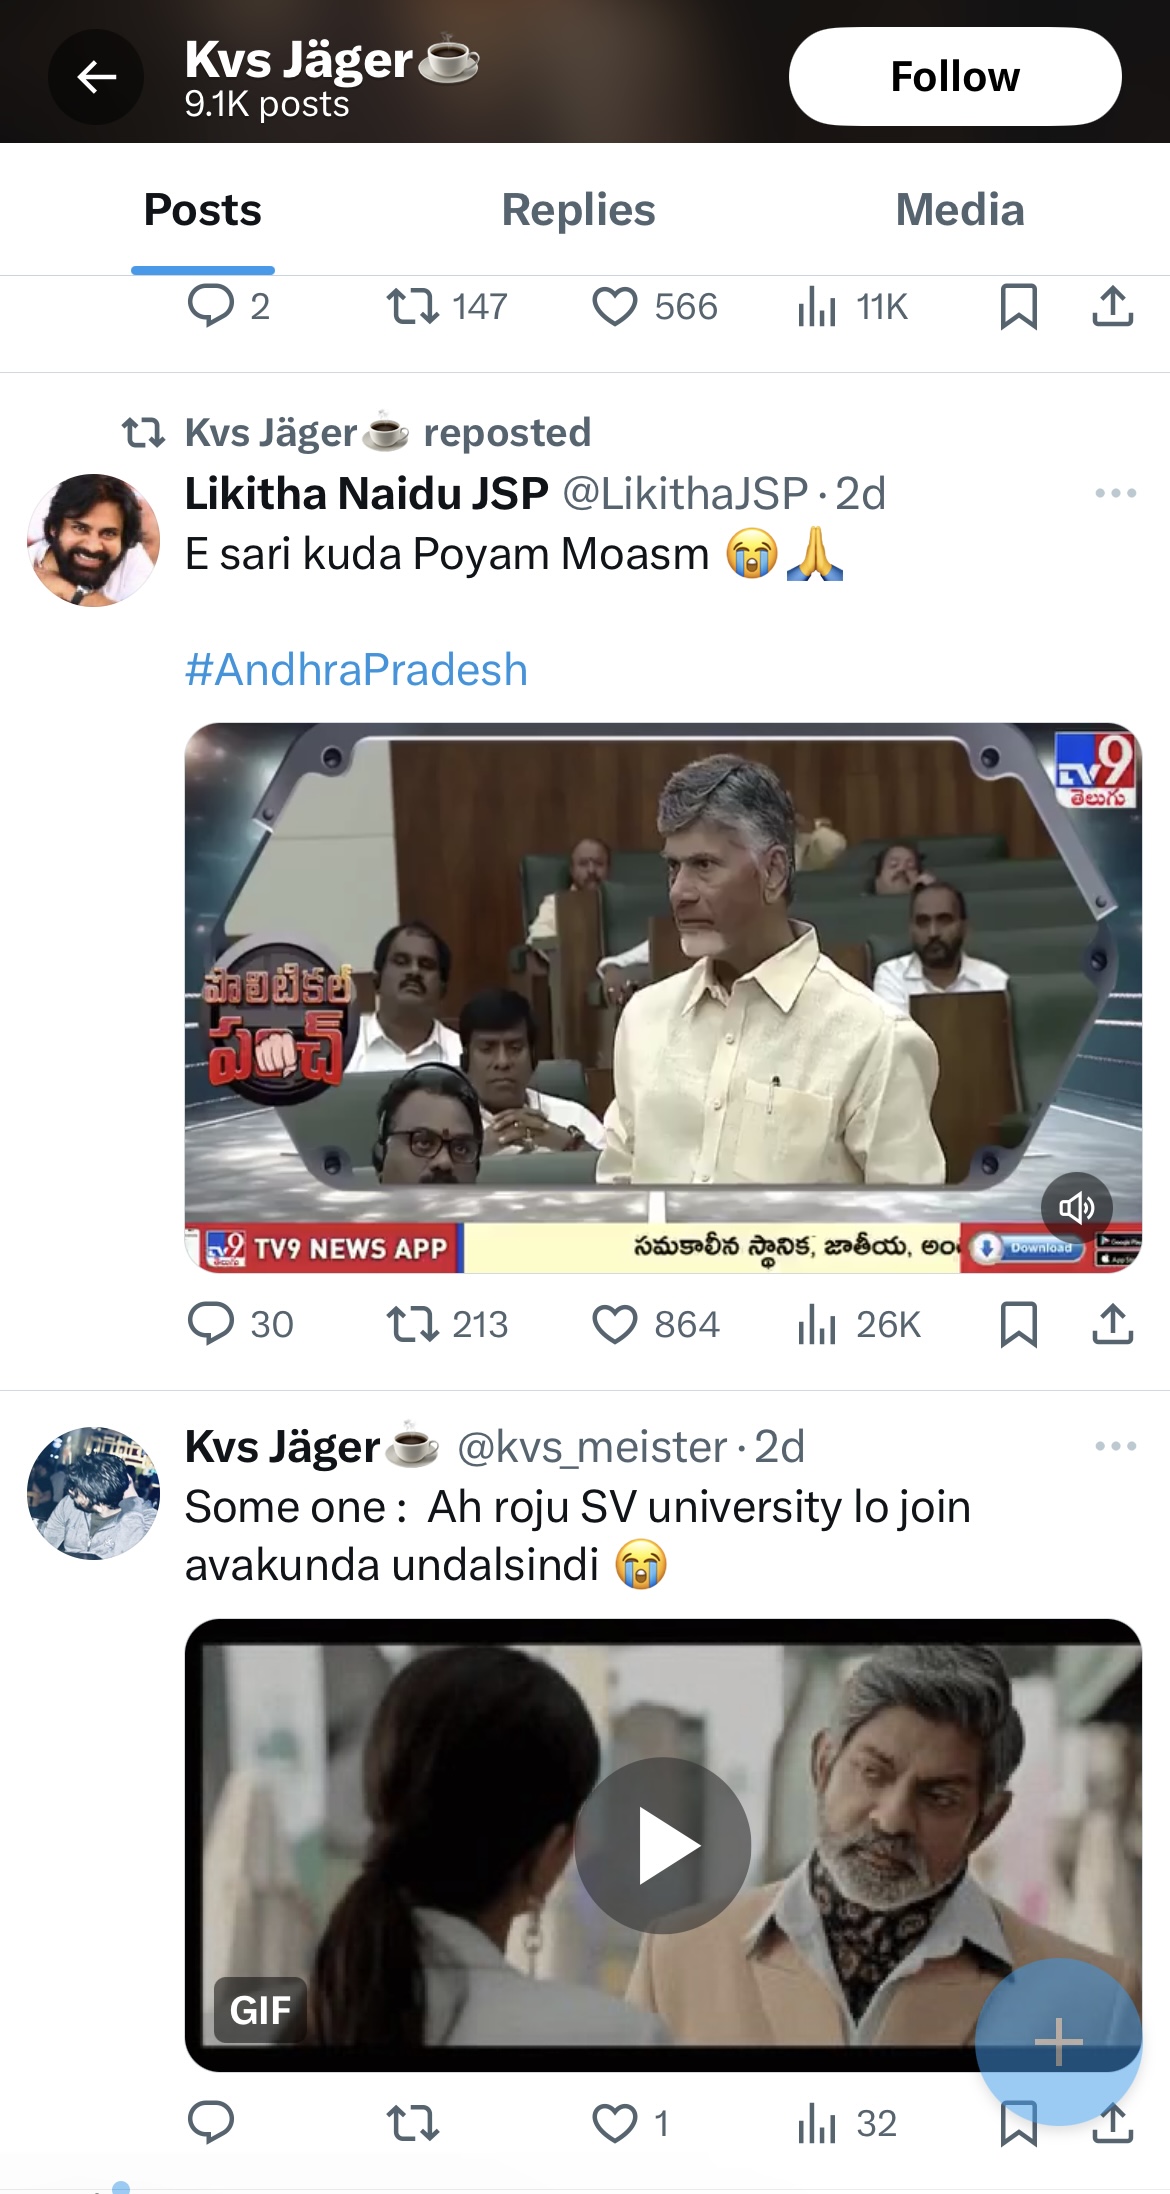 Kvs Jäger☕
9.1K posts
Follow
Posts Replies Media
2 147 566 11K
Kvs Jäger☕ reposted
Likitha Naidu JSP @LikithaJSP · 2d
E sari kuda Poyam Moasm 😭🙏
#AndhraPradesh
TV9
తెలుగు
పొలిటికల్
పంచ్
TV9 NEWS APP సమకాలీన స్థానిక, జాతీయ, Download
30 213 864 26K
Kvs Jäger☕ @kvs_meister · 2d
Some one : Ah roju SV university lo join
avakunda undalsindi 😭
GIF
1 32